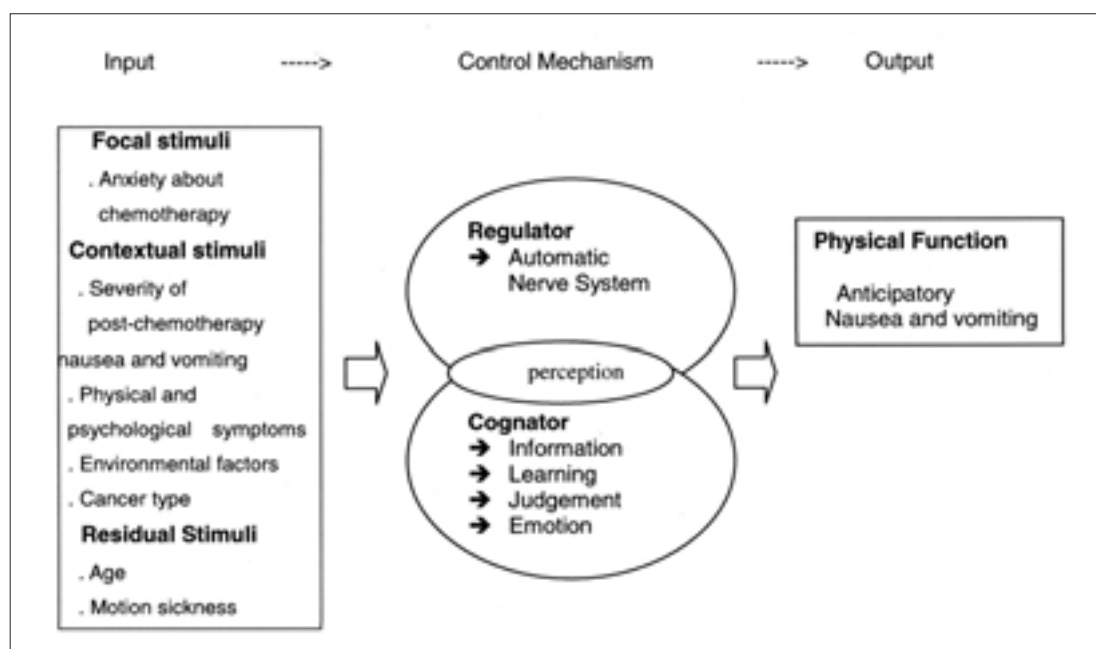 Input -----> Control Mechanism -----> Output
Focal stimuli
. Anxiety about
chemotherapy
Contextual stimuli
. Severity of
post-chemotherapy
nausea and vomiting
. Physical and
psychological symptoms
. Environmental factors
. Cancer type
Residual Stimuli
. Age
. Motion sickness
Regulator
➔ Automatic
Nerve System
perception
Cognator
➔ Information
➔ Learning
➔ Judgement
➔ Emotion
Physical Function
Anticipatory
Nausea and vomiting